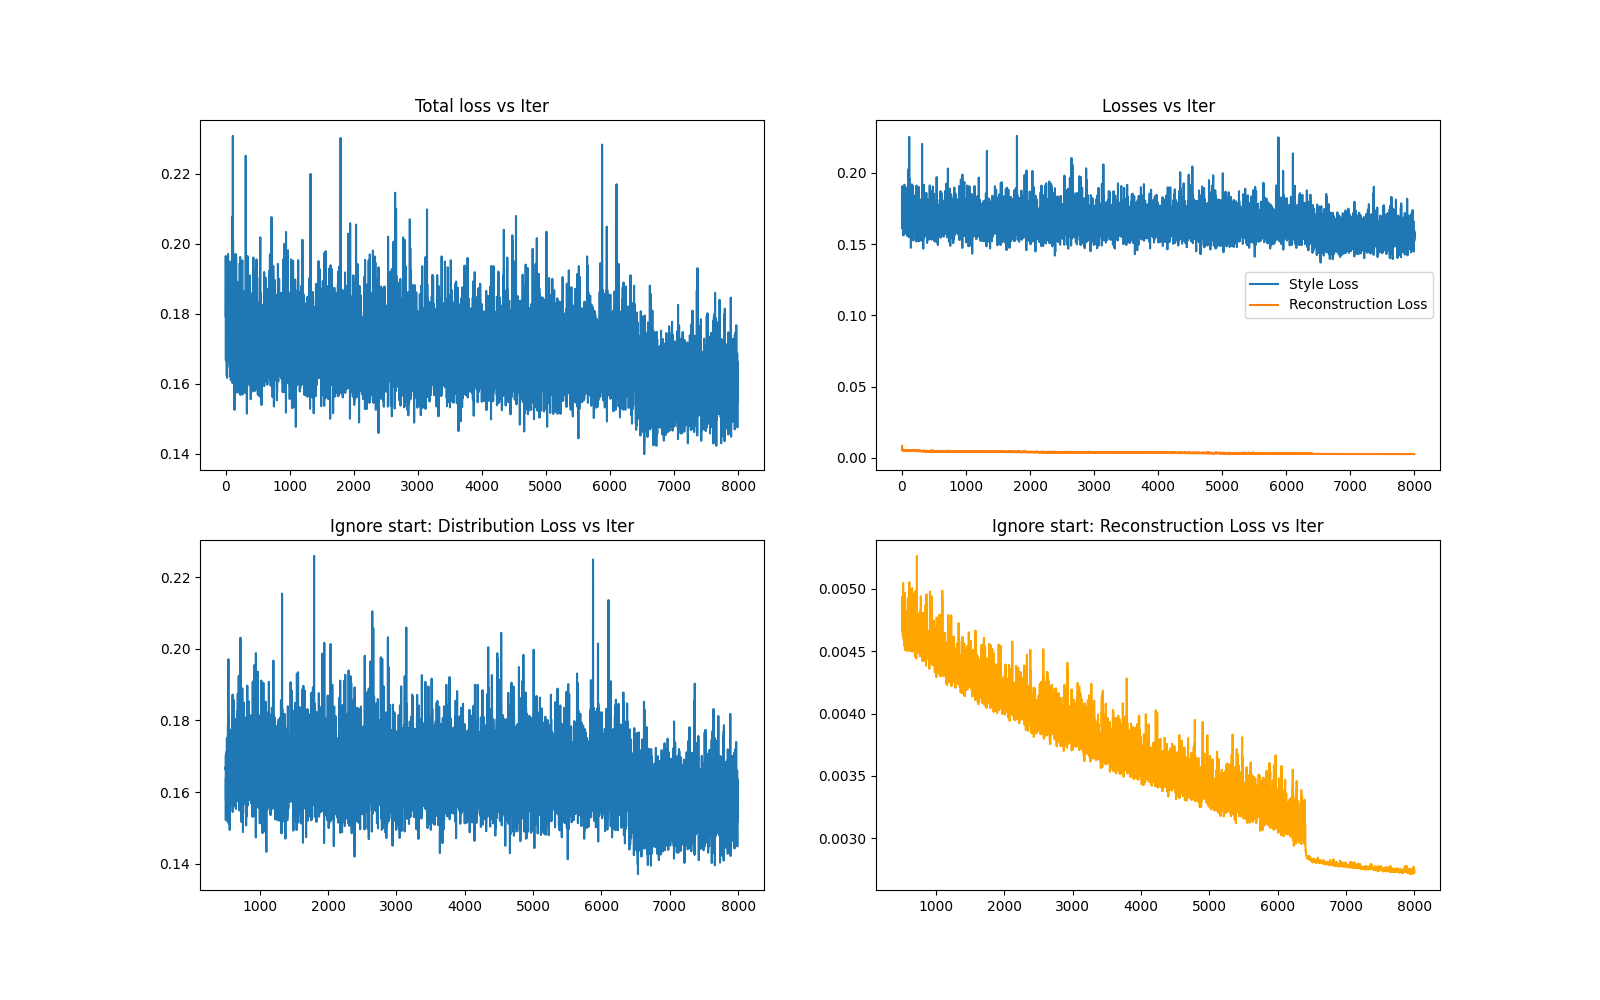 Total loss vs Iter
0.22
0.20
0.18
0.16
0.14
0 1000 2000 3000 4000 5000 6000 7000 8000
Losses vs Iter
0.20
0.15
0.10
0.05
0.00
Style Loss
Reconstruction Loss
0 1000 2000 3000 4000 5000 6000 7000 8000
Ignore start: Distribution Loss vs Iter
0.22
0.20
0.18
0.16
0.14
1000 2000 3000 4000 5000 6000 7000 8000
Ignore start: Reconstruction Loss vs Iter
0.0050
0.0045
0.0040
0.0035
0.0030
1000 2000 3000 4000 5000 6000 7000 8000